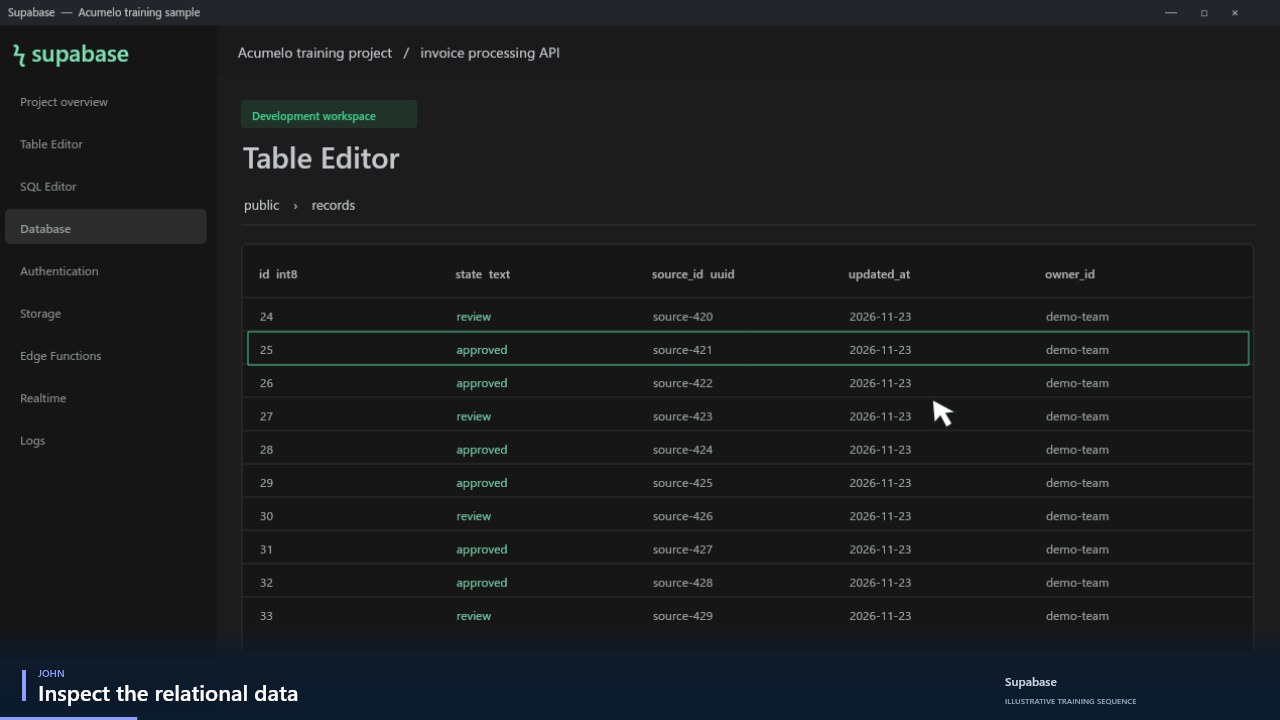 Supabase — Acumelo training sample
supabase
Acumelo training project / invoice processing API
Project overview
Table Editor
SQL Editor
Database
Authentication
Storage
Edge Functions
Realtime
Logs
Development workspace
Table Editor
public › records
id int8 state text source_id uuid updated_at owner_id
24 review source-420 2026-11-23 demo-team
25 approved source-421 2026-11-23 demo-team
26 approved source-422 2026-11-23 demo-team
27 review source-423 2026-11-23 demo-team
28 approved source-424 2026-11-23 demo-team
29 approved source-425 2026-11-23 demo-team
30 review source-426 2026-11-23 demo-team
31 approved source-427 2026-11-23 demo-team
32 approved source-428 2026-11-23 demo-team
33 review source-429 2026-11-23 demo-team
JOHN
Inspect the relational data
Supabase
ILLUSTRATIVE TRAINING SEQUENCE